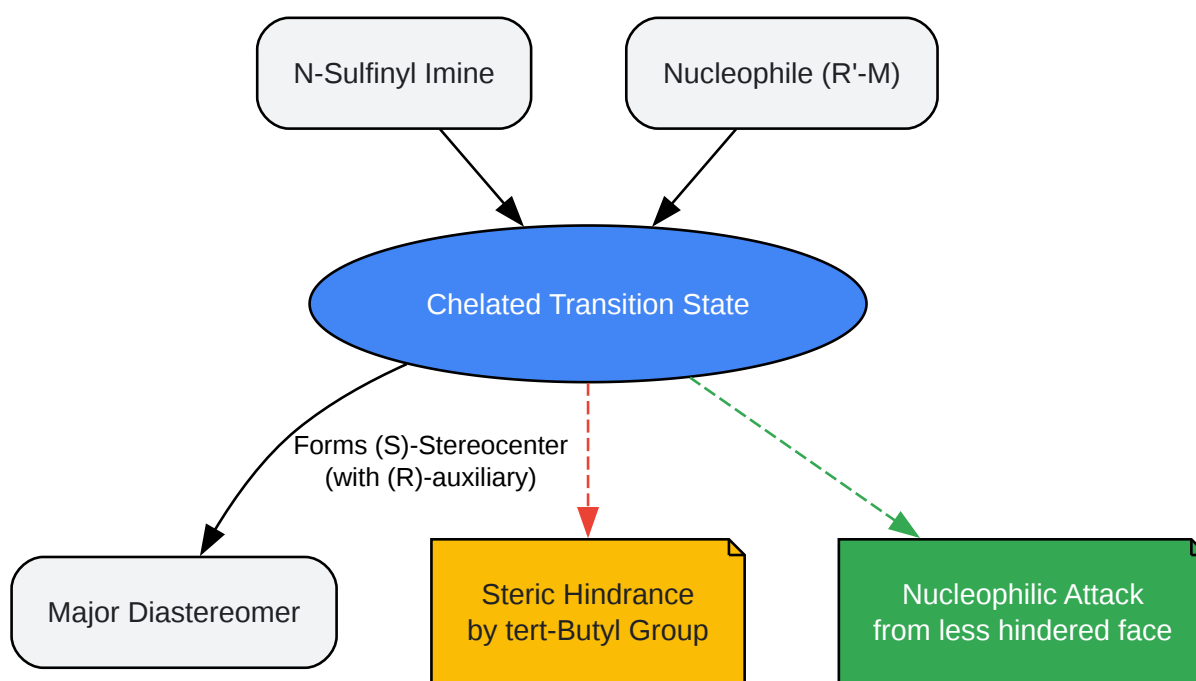 N-Sulfinyl Imine
Nucleophile (R'-M)
Chelated Transition State
Forms (S)-Stereocenter
(with (R)-auxiliary)
Major Diastereomer
Steric Hindrance
by tert-Butyl Group
Nucleophilic Attack
from less hindered face